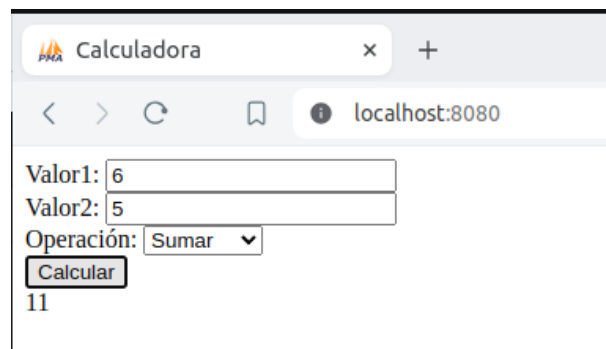 PMA Calculadora
localhost:8080
Valor1: 6
Valor2: 5
Operación: Sumar
Calcular
11